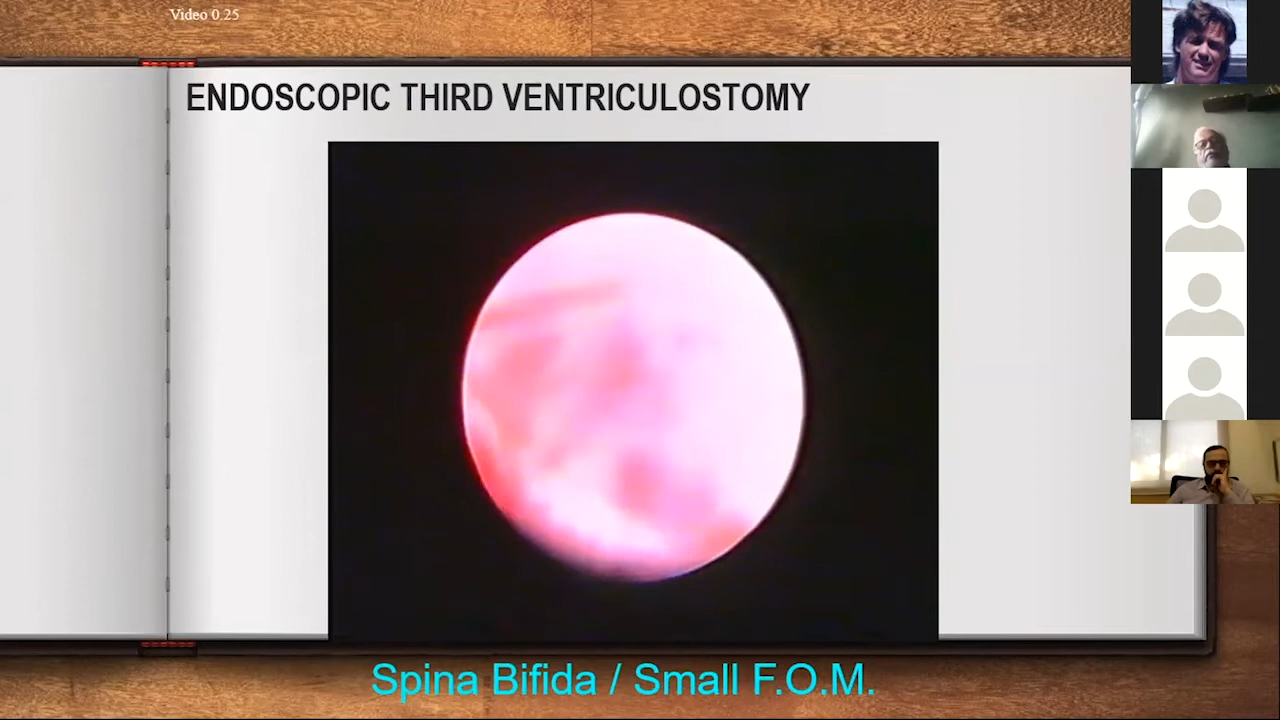 Video 0.25
ENDOSCOPIC THIRD VENTRICULOSTOMY
Spina Bifida / Small F.O.M.